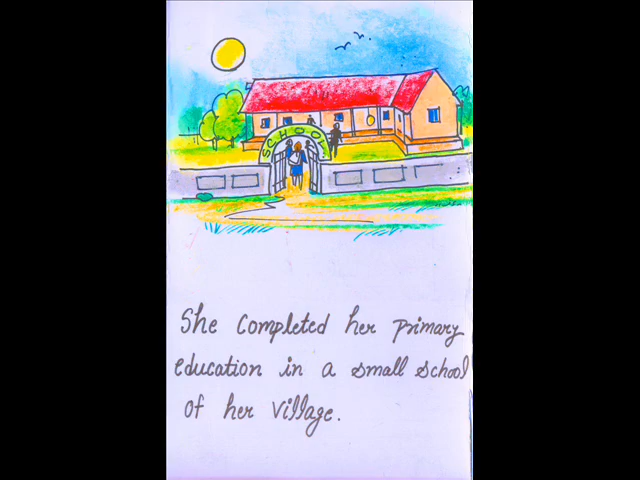 SCHOOL
She completed her primary
education in a small school
of her village.